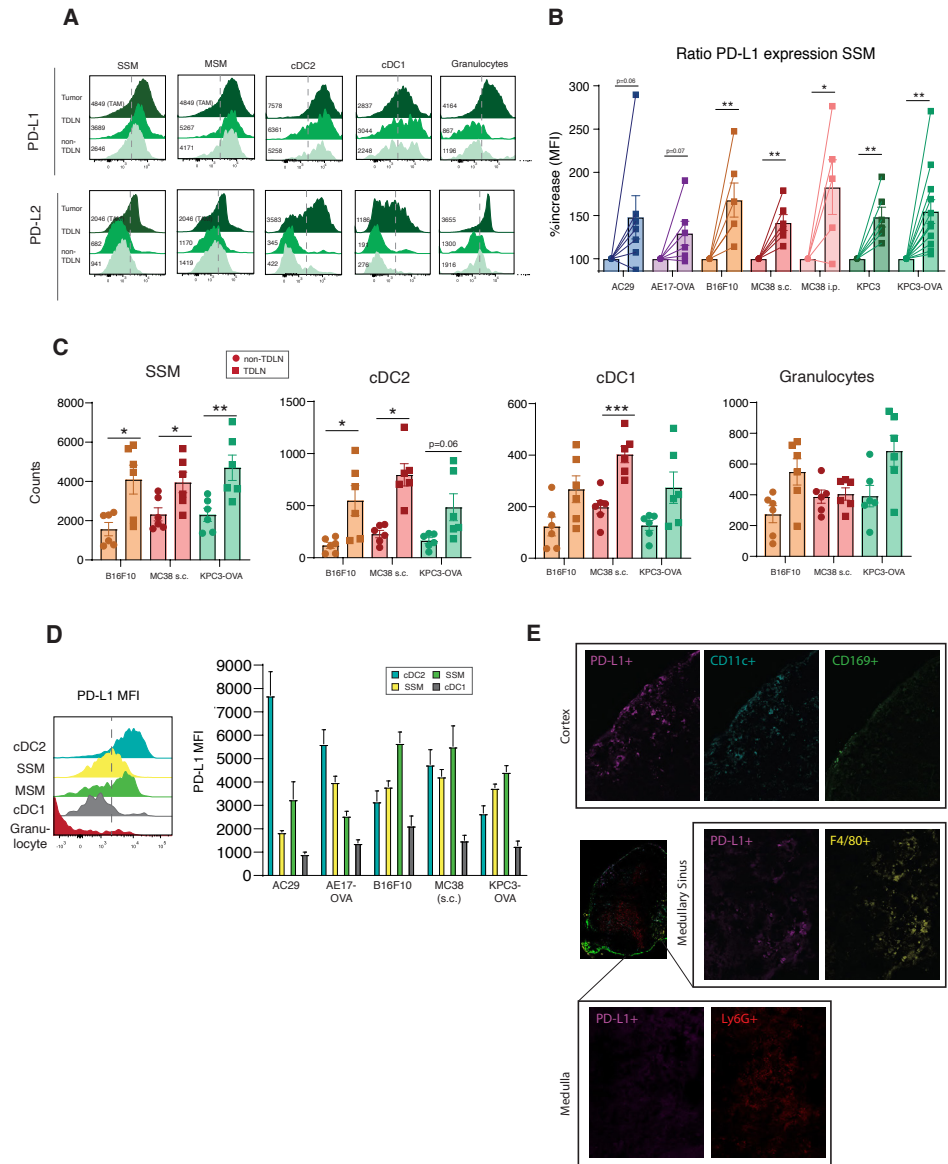 A
SSM
MSM
cDC2
cDC1
Granulocytes
PD-L1
Tumor
4849 (TAM)
4849 (TAM)
7578
2837
4164
TDLN
3689
5267
6361
3044
867
non-
TDLN
2646
4171
5258
2248
1196
PD-L2
Tumor
2046 (TAM)
2046 (TAM)
3583
1186
3655
TDLN
682
1170
345
1300
non-
TDLN
941
1419
422
276
1916
B
Ratio PD-L1 expression SSM
%increase (MFI)
300
250
200
150
100
p=0.06
p=0.07
**
**
*
**
**
AC29
AE17-OVA
B16F10
MC38 s.c.
MC38 i.p.
KPC3
KPC3-OVA
C
non-TDLN
TDLN
SSM
Counts
8000
6000
4000
2000
0
*
*
**
B16F10
MC38 s.c.
KPC3-OVA
cDC2
1500
1000
500
0
*
*
p=0.06
B16F10
MC38 s.c.
KPC3-OVA
cDC1
600
400
200
0
***
B16F10
MC38 s.c.
KPC3-OVA
Granulocytes
1000
800
600
400
200
0
B16F10
MC38 s.c.
KPC3-OVA
D
PD-L1 MFI
cDC2
SSM
MSM
cDC1
Granu-
locyte
PD-L1 MFI
9000
8000
7000
6000
5000
4000
3000
2000
1000
0
cDC2
SSM
SSM
cDC1
AC29
AE17-
OVA
B16F10
MC38
(s.c.)
KPC3-
OVA
E
Cortex
PD-L1+
CD11c+
CD169+
Medullary Sinus
PD-L1+
F4/80+
Medulla
PD-L1+
Ly6G+